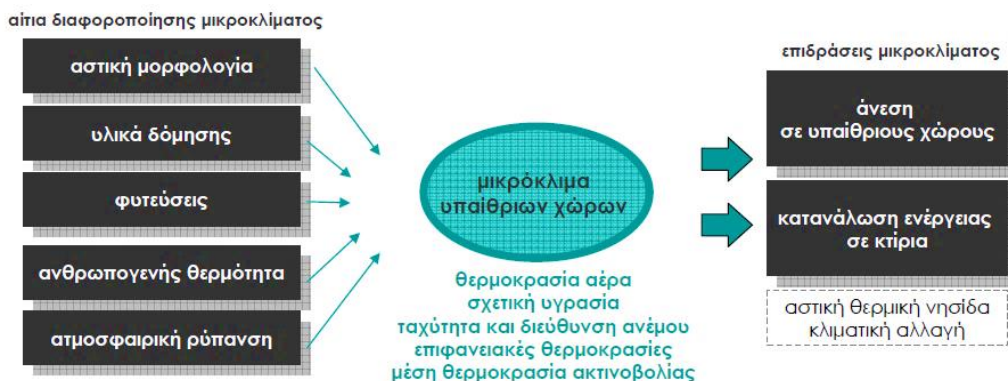 αίτια διαφοροποίησης μικροκλίματος
αστική μορφολογία
υλικά δόμησης
φυτεύσεις
ανθρωπογενής θερμότητα
ατμοσφαιρική ρύπανση
μικρόκλιμα
υπαίθριων χώρων
θερμοκρασία αέρα
σχετική υγρασία
ταχύτητα και διεύθυνση ανέμου
επιφανειακές θερμοκρασίες
μέση θερμοκρασία ακτινοβολίας
επιδράσεις μικροκλίματος
άνεση
σε υπαίθριους χώρους
κατανάλωση ενέργειας
σε κτίρια
αστική θερμική νησίδα
κλιματική αλλαγή